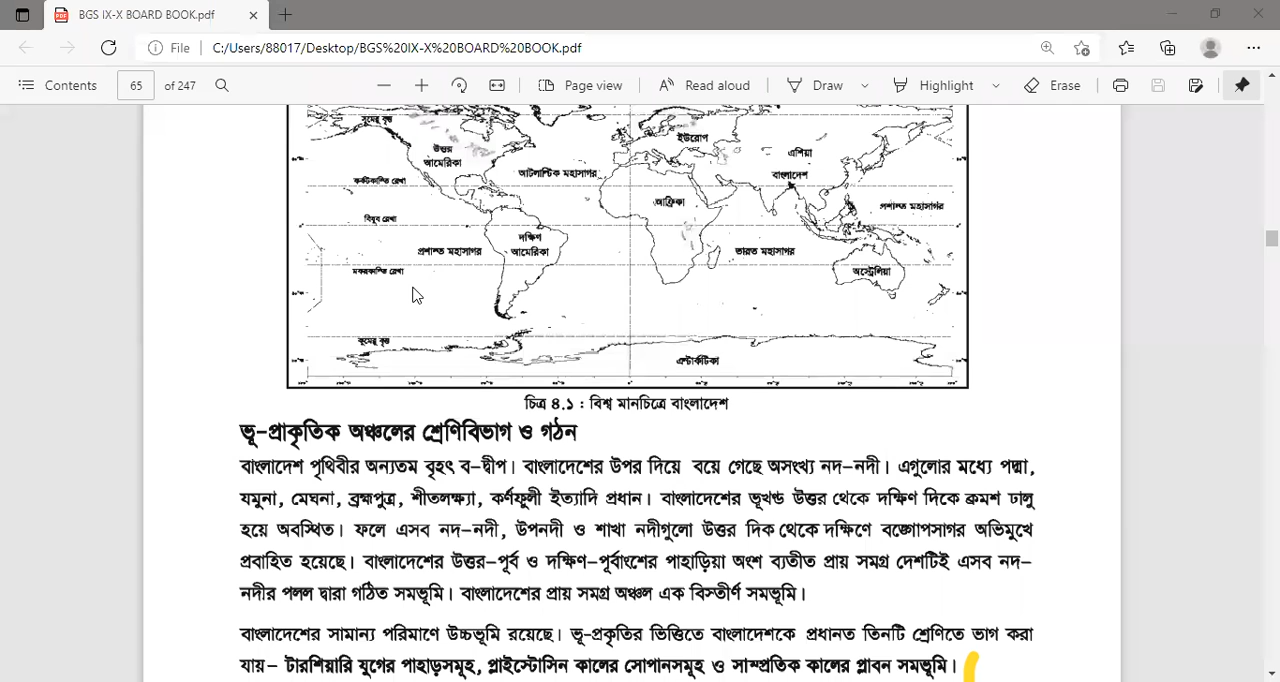 BGS IX-X BOARD BOOK.pdf
File C:/Users/88017/Desktop/BGS%20IX-X%20BOARD%20BOOK.pdf
Contents 65 of 247 Page view Read aloud Draw Highlight Erase
ইউরোপ
উত্তর
আমেরিকা
এশিয়া
আটলান্টিক মহাসাগর
বাংলাদেশ
কর্কটক্রান্তি রেখা
আফ্রিকা
প্রশান্ত মহাসাগর
বিষুব রেখা
দক্ষিণ
আমেরিকা
প্রশান্ত মহাসাগর
ভারত মহাসাগর
মকরক্রান্তি রেখা
অস্ট্রেলিয়া
কুমেরু বৃত্ত
এন্টার্কটিকা
চিত্র ৪.১ : বিশ্ব মানচিত্রে বাংলাদেশ
ভূ-প্রাকৃতিক অঞ্চলের শ্রেণিবিভাগ ও গঠন
বাংলাদেশ পৃথিবীর অন্যতম বৃহৎ ব-দ্বীপ। বাংলাদেশের উপর দিয়ে বয়ে গেছে অসংখ্য নদ-নদী। এগুলোর মধ্যে পদ্মা,
যমুনা, মেঘনা, ব্রহ্মপুত্র, শীতলক্ষ্যা, কর্ণফুলী ইত্যাদি প্রধান। বাংলাদেশের ভূখণ্ড উত্তর থেকে দক্ষিণ দিকে ক্রমশ ঢালু
হয়ে অবস্থিত। ফলে এসব নদ-নদী, উপনদী ও শাখা নদীগুলো উত্তর দিক থেকে দক্ষিণে বঙ্গোপসাগর অভিমুখে
প্রবাহিত হয়েছে। বাংলাদেশের উত্তর-পূর্ব ও দক্ষিণ-পূর্বাংশের পাহাড়িয়া অংশ ব্যতীত প্রায় সমগ্র দেশটিই এসব নদ-
নদীর পলল দ্বারা গঠিত সমভূমি। বাংলাদেশের প্রায় সমগ্র অঞ্চল এক বিস্তীর্ণ সমভূমি।
বাংলাদেশের সামান্য পরিমাণে উচ্চভূমি রয়েছে। ভূ-প্রকৃতির ভিত্তিতে বাংলাদেশকে প্রধানত তিনটি শ্রেণিতে ভাগ করা
যায়- টারশিয়ারি যুগের পাহাড়সমূহ, প্লাইস্টোসিন কালের সোপানসমূহ ও সাম্প্রতিক কালের প্লাবন সমভূমি।